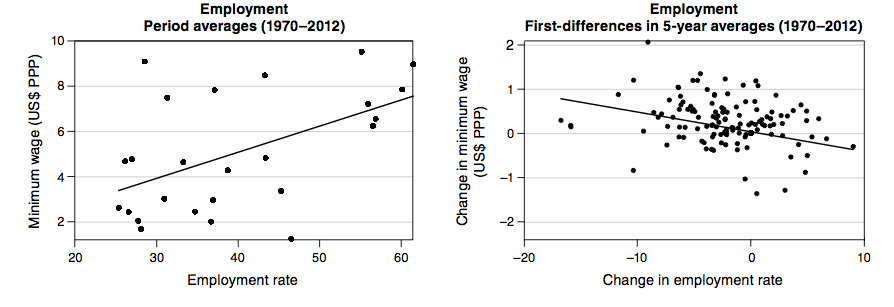 Employment
Period averages (1970–2012)
Minimum wage (US$ PPP)
10
8
6
4
2
20
30
40
50
60
Employment rate
Employment
First-differences in 5-year averages (1970–2012)
Change in minimum wage
(US$ PPP)
2
1
0
−1
−2
−20
−10
0
10
Change in employment rate